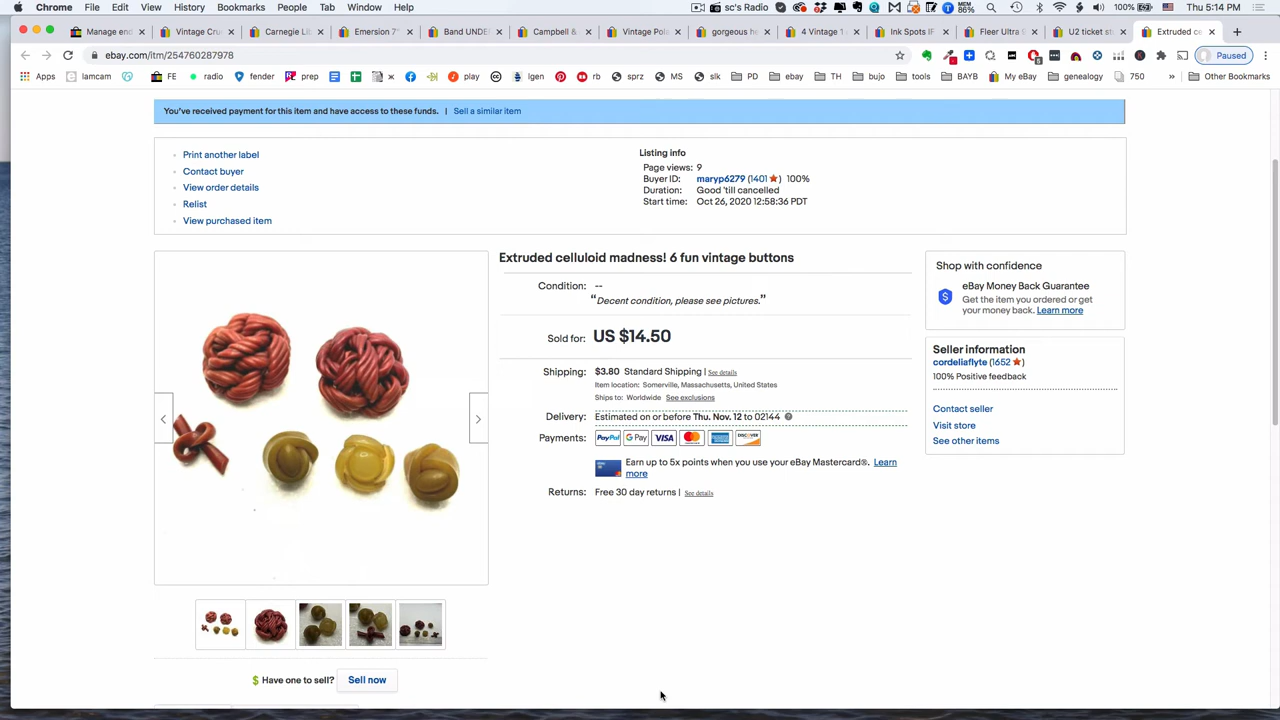 Chrome File Edit View History Bookmarks People Tab Window Help sc's Radio MEM 86% 100% Thu 5:14 PM
Manage en Vintage Cru Carnegie Li Emersion 7" Band UNDE Campbell & Vintage Pol gorgeous h 4 Vintage 1 Ink Spots IF Fleer Ultra U2 ticket st Extruded ce
ebay.com/itm/254760287978 Paused
Apps iamcam FE radio fender prep play igen rb sprz MS slk PD ebay TH bujo tools BAYB My eBay genealogy 750 » Other Bookmarks
You've received payment for this item and have access to these funds. | Sell a similar item
Print another label
Contact buyer
View order details
Relist
View purchased item
Listing info
Page views: 9
Buyer ID: maryp6279 (1401 ) 100%
Duration: Good 'till cancelled
Start time: Oct 26, 2020 12:58:36 PDT
Extruded celluloid madness! 6 fun vintage buttons
Condition: --
“Decent condition, please see pictures.”
Sold for: US $14.50
Shipping: $3.80 Standard Shipping | See details
Item location: Somerville, Massachusetts, United States
Ships to: Worldwide See exclusions
Delivery: Estimated on or before Thu. Nov. 12 to 02144
Payments: PayPal G Pay VISA DISCOVER
Earn up to 5x points when you use your eBay Mastercard®. Learn
more
Returns: Free 30 day returns | See details
Shop with confidence
eBay Money Back Guarantee
Get the item you ordered or get
your money back. Learn more
Seller information
cordeliaflyte (1652 )
100% Positive feedback
Contact seller
Visit store
See other items
Have one to sell? Sell now